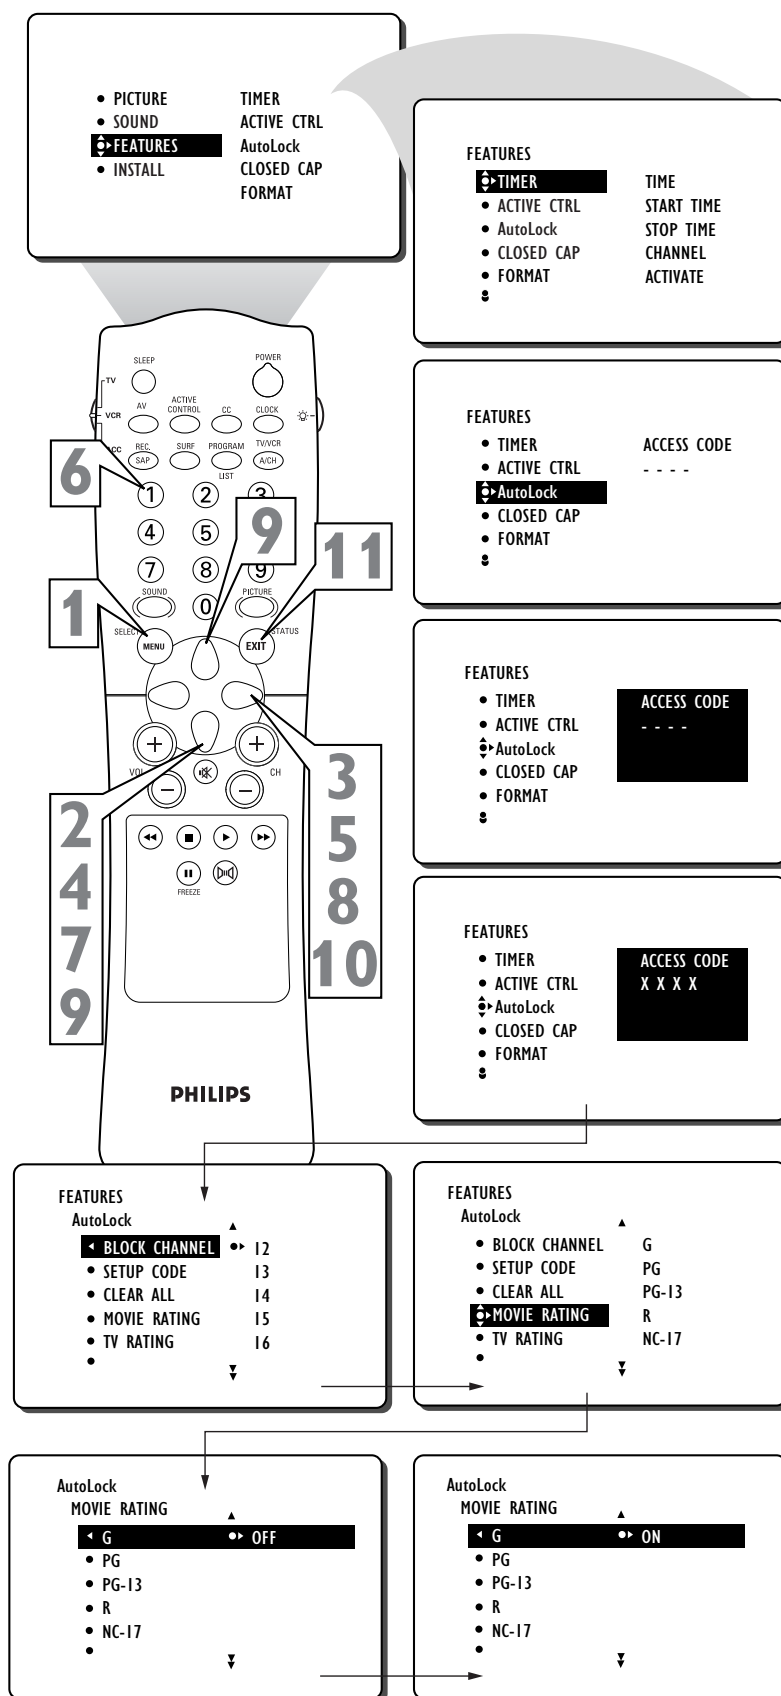 PICTURE TIMER
SOUND ACTIVE CTRL
FEATURES AutoLock
INSTALL CLOSED CAP
FORMAT
FEATURES
TIMER TIME
ACTIVE CTRL START TIME
AutoLock STOP TIME
CLOSED CAP CHANNEL
FORMAT ACTIVATE
FEATURES
TIMER ACCESS CODE
ACTIVE CTRL - - - -
AutoLock
CLOSED CAP
FORMAT
FEATURES
TIMER ACCESS CODE
ACTIVE CTRL - - - -
AutoLock
CLOSED CAP
FORMAT
FEATURES
TIMER ACCESS CODE
ACTIVE CTRL X X X X
AutoLock
CLOSED CAP
FORMAT
SLEEP POWER
TV
AV ACTIVE CONTROL CC CLOCK
VCR
REC. SURF PROGRAM TV/VCR
SAP A/CH
LIST
6
1 2 3
4 5
9
11
7 8 9
SOUND 0 PICTURE
1
SELECT STATUS
MENU EXIT
+ +
CH
- -
2
4
7
9
3
5
8
10
FREEZE
PHILIPS
FEATURES
AutoLock
BLOCK CHANNEL 12
SETUP CODE 13
CLEAR ALL 14
MOVIE RATING 15
TV RATING 16
FEATURES
AutoLock
BLOCK CHANNEL G
SETUP CODE PG
CLEAR ALL PG-13
MOVIE RATING R
TV RATING NC-17
AutoLock
MOVIE RATING
G OFF
PG
PG-13
R
NC-17
AutoLock
MOVIE RATING
G ON
PG
PG-13
R
NC-17